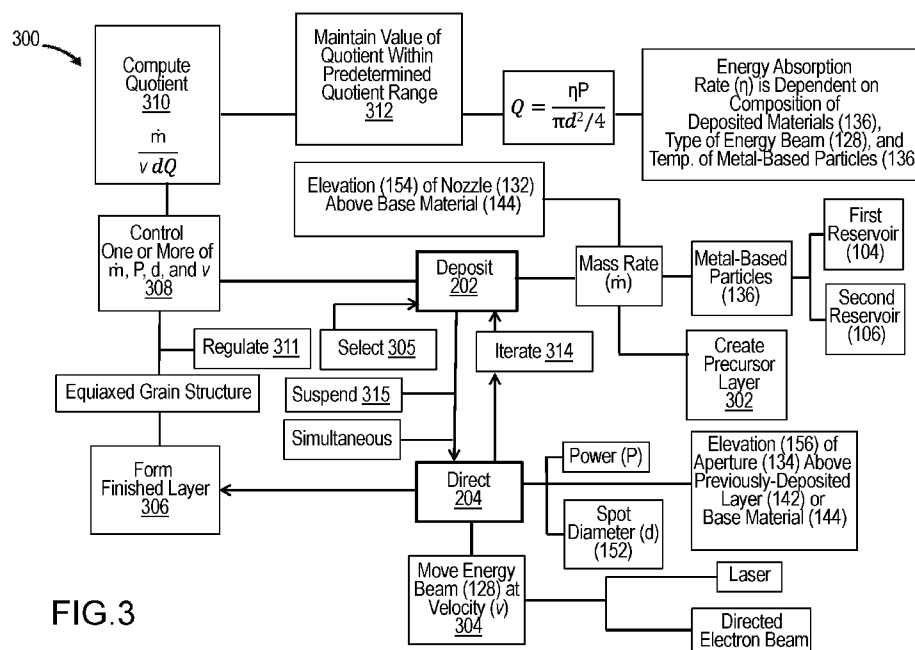 300
Compute
Quotient
310
ṁ
v dQ
Maintain Value of
Quotient Within
Predetermined
Quotient Range
312
Q = ηP
πd²/4
Energy Absorption
Rate (η) is Dependent on
Composition of
Deposited Materials (136),
Type of Energy Beam (128), and
Temp. of Metal-Based Particles (136)
Elevation (154) of Nozzle (132)
Above Base Material (144)
Control
One or More of
ṁ, P, d, and v
308
Deposit
202
Mass Rate
(ṁ)
Metal-Based
Particles
(136)
First
Reservoir
(104)
Second
Reservoir
(106)
Regulate 311
Select 305
Iterate 314
Create
Precursor
Layer
302
Equiaxed Grain Structure
Suspend 315
Simultaneous
Form
Finished Layer
306
Direct
204
Power (P)
Spot
Diameter (d)
(152)
Elevation (156) of
Aperture (134) Above
Previously-Deposited
Layer (142) or
Base Material (144)
Move Energy
Beam (128) at
Velocity (v)
304
Laser
Directed
Electron Beam
FIG.3